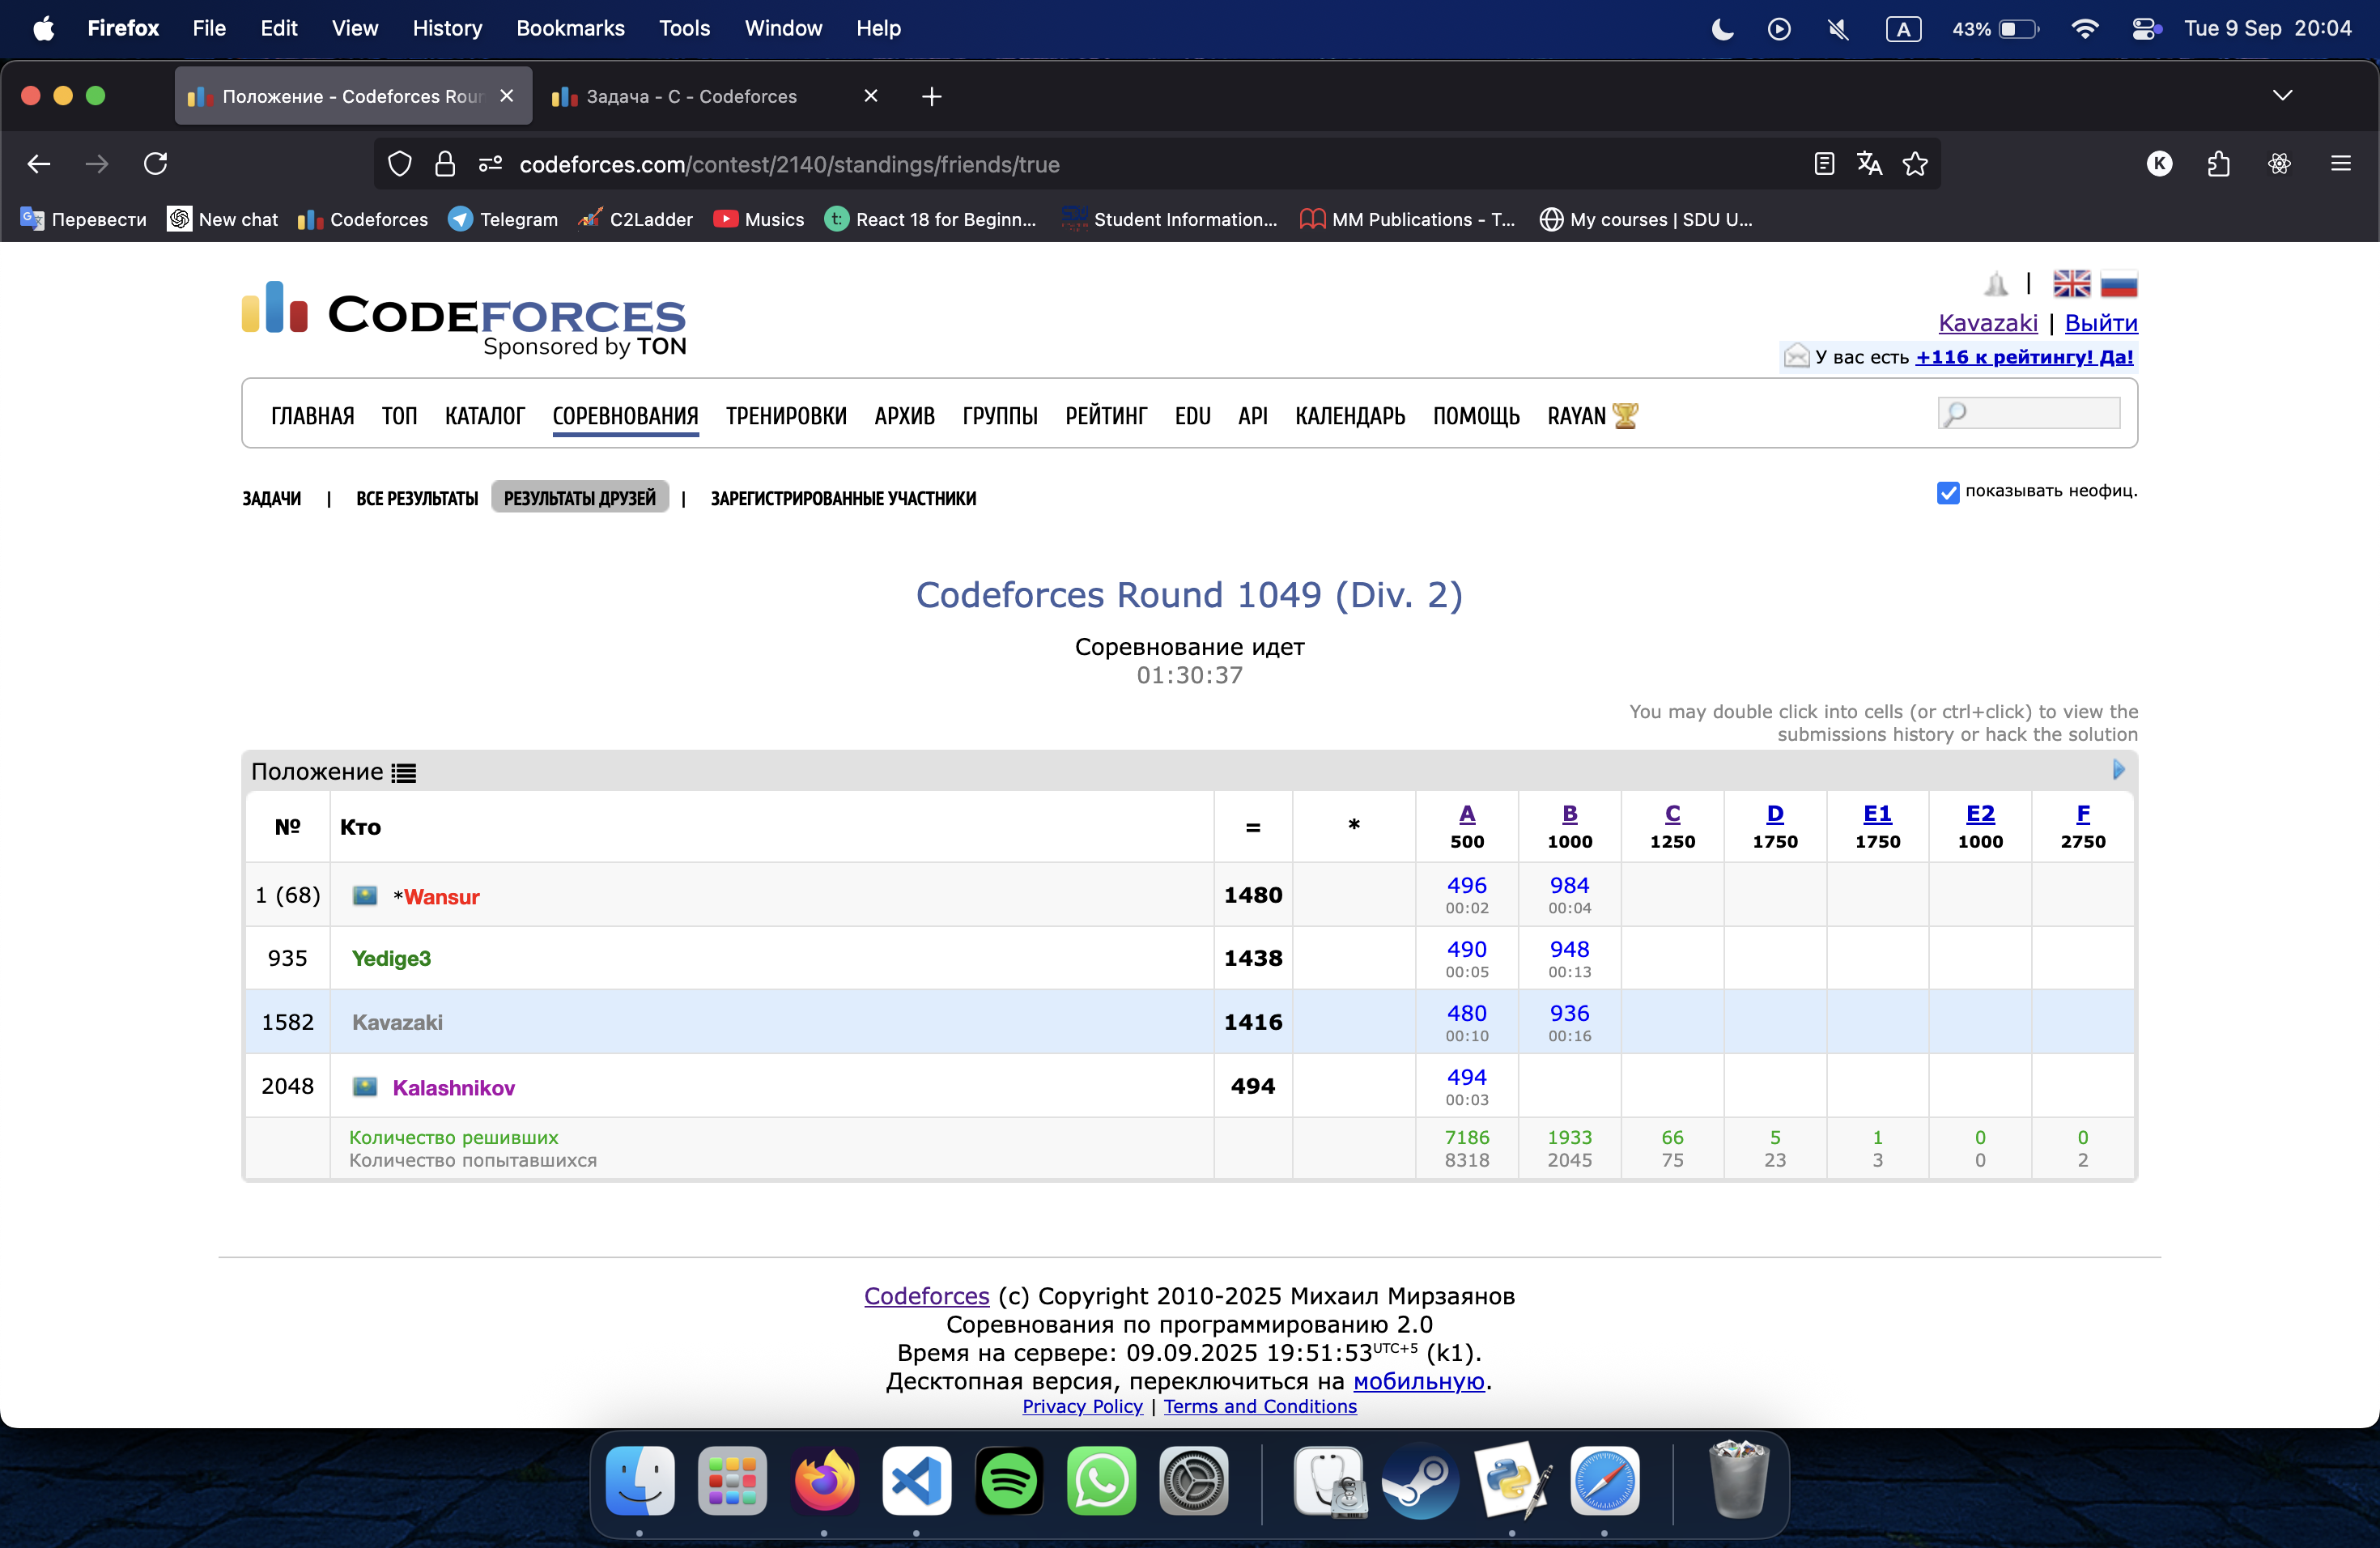 Firefox File Edit View History Bookmarks Tools Window Help A 43% Tue 9 Sep 20:04
Положение - Codeforces Roun Задача - C - Codeforces
codeforces.com/contest/2140/standings/friends/true K
Перевести New chat Codeforces Telegram C2Ladder Musics t: React 18 for Beginn... Student Information... MM Publications - T... My courses | SDU U...
CODEFORCES
Sponsored by TON
|
Kavazaki | Выйти
У вас есть +116 к рейтингу! Да!
ГЛАВНАЯ ТОП КАТАЛОГ СОРЕВНОВАНИЯ ТРЕНИРОВКИ АРХИВ ГРУППЫ РЕЙТИНГ EDU API КАЛЕНДАРЬ ПОМОЩЬ RAYAN
ЗАДАЧИ | ВСЕ РЕЗУЛЬТАТЫ РЕЗУЛЬТАТЫ ДРУЗЕЙ | ЗАРЕГИСТРИРОВАННЫЕ УЧАСТНИКИ показывать неофиц.
Codeforces Round 1049 (Div. 2)
Соревнование идет
01:30:37
You may double click into cells (or ctrl+click) to view the
submissions history or hack the solution
Положение
№ Кто = * A B C D E1 E2 F
500 1000 1250 1750 1750 1000 2750
1 (68) *Wansur 1480 496 984
00:02 00:04
935 Yedige3 1438 490 948
00:05 00:13
1582 Kavazaki 1416 480 936
00:10 00:16
2048 Kalashnikov 494 494
00:03
Количество решивших 7186 1933 66 5 1 0 0
Количество попытавшихся 8318 2045 75 23 3 0 2
Codeforces (c) Copyright 2010-2025 Михаил Мирзаянов
Соревнования по программированию 2.0
Время на сервере: 09.09.2025 19:51:53UTC+5 (k1).
Десктопная версия, переключиться на мобильную.
Privacy Policy | Terms and Conditions